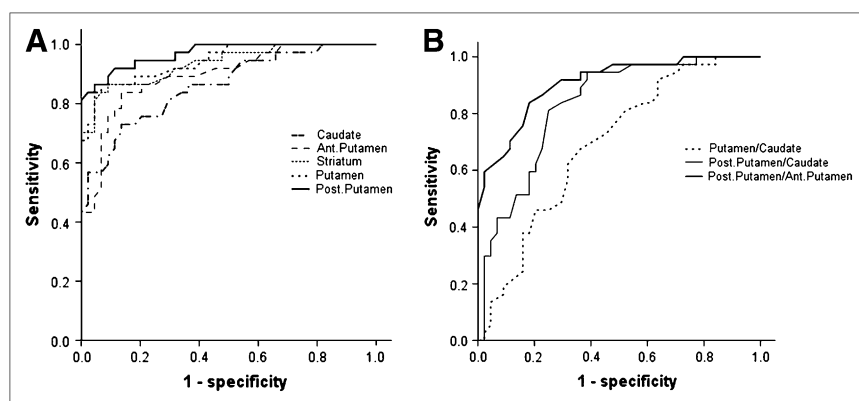 A
1.0
0.8
0.6
0.4
0.2
0.0
Sensitivity
Caudate
Ant.Putamen
Striatum
Putamen
Post.Putamen
0.0 0.2 0.4 0.6 0.8 1.0
1 - specificity
B
1.0
0.8
0.6
0.4
0.2
0.0
Sensitivity
Putamen/Caudate
Post.Putamen/Caudate
Post.Putamen/Ant.Putamen
0.0 0.2 0.4 0.6 0.8 1.0
1 - specificity